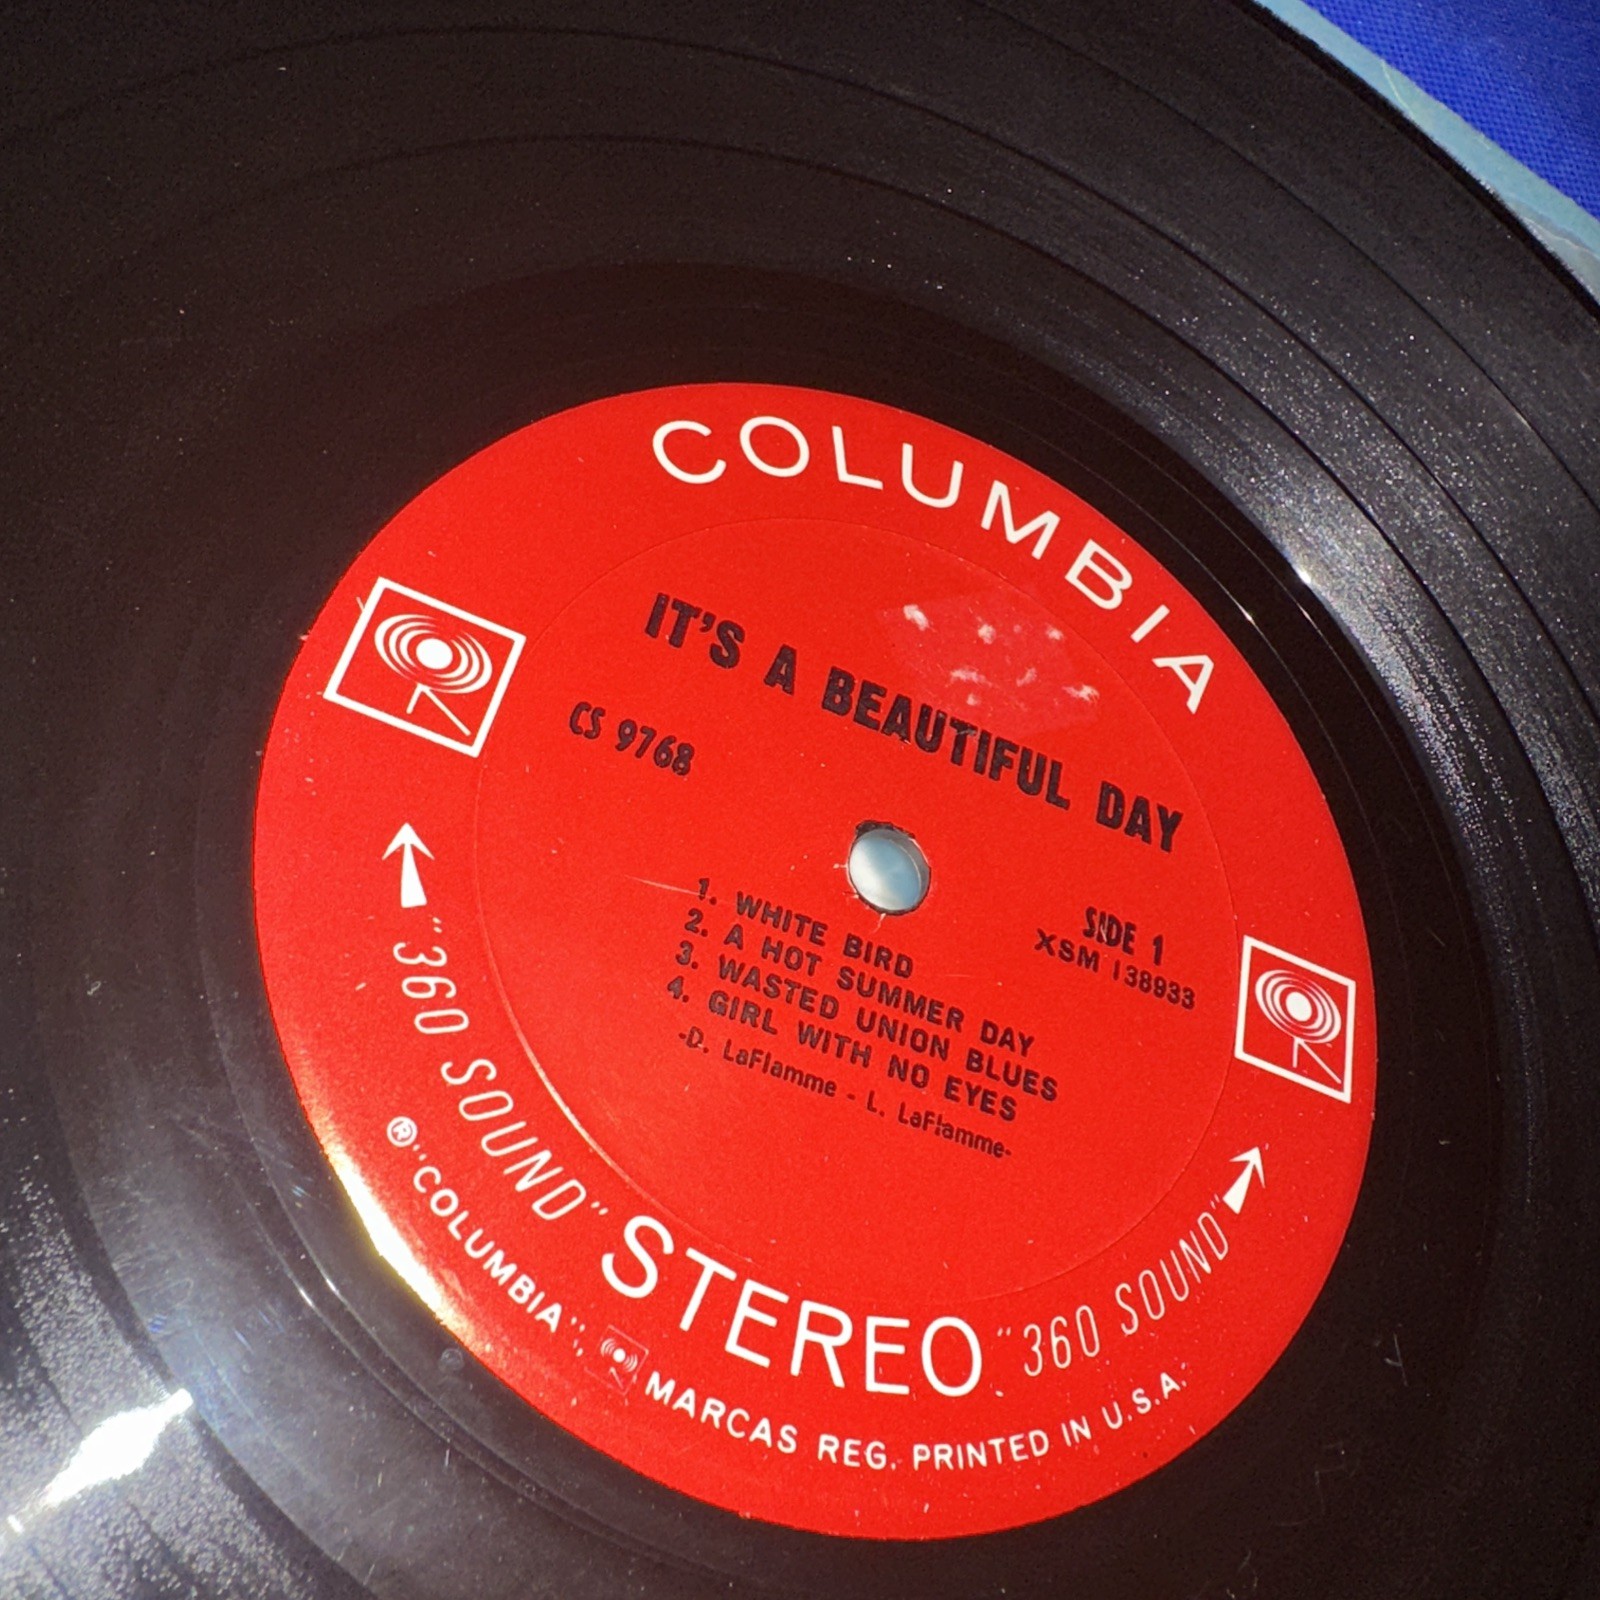 COLUMBIA
IT'S A BEAUTIFUL DAY
CS 9768
SIDE 1
XSM 138933
1. WHITE BIRD
2. A HOT SUMMER DAY
3. WASTED UNION BLUES
4. GIRL WITH NO EYES
-D. LaFlamme - L. LaFlamme-
"360 SOUND" STEREO "360 SOUND"
® "COLUMBIA", MARCAS REG. PRINTED IN U.S.A.